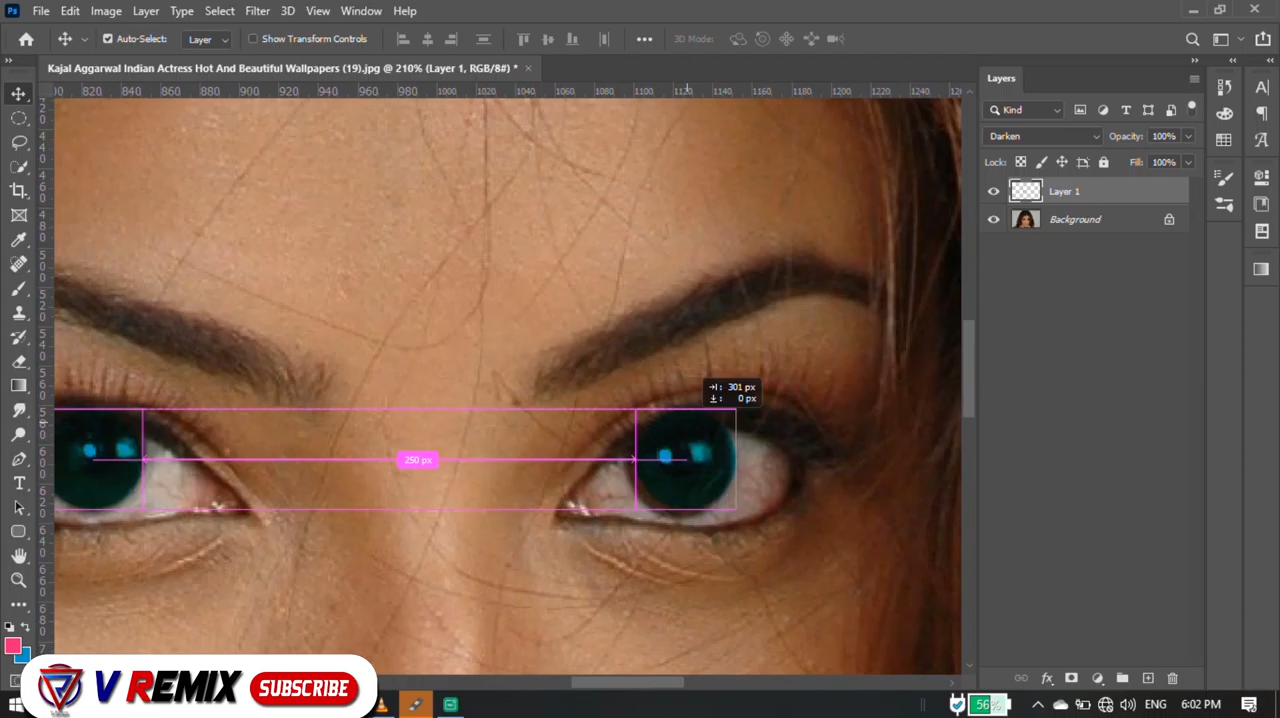 Ps File Edit Image Layer Type Select Filter 3D View Window Help
Auto-Select: Layer Show Transform Controls 3D Mode:
Kajal Aggarwal Indian Actress Hot And Beautiful Wallpapers (19).jpg @ 210% (Layer 1, RGB/8#) *
820 840 860 880 900 920 940 960 980 1000 1020 1040 1060 1080 1100 1120 1140 1160 1180 1200 1220 1240
Layers
Kind
Darken Opacity: 100%
Lock: Fill: 100%
Layer 1
Background
301 px
0 px
250 px
V REMIX SUBSCRIBE
56% ENG 6:02 PM